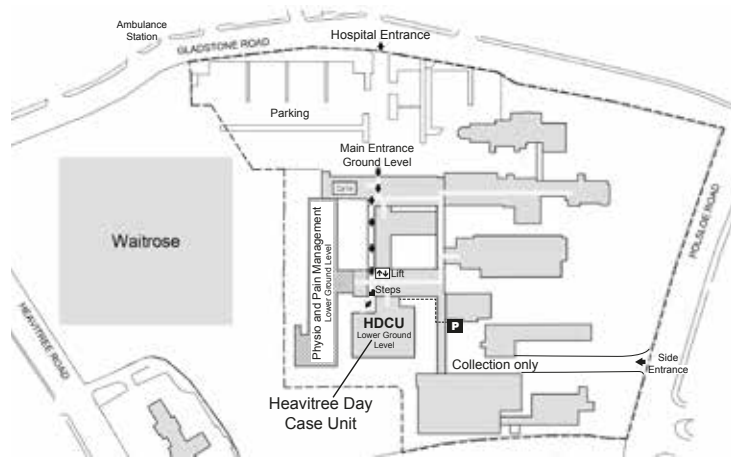 Ambulance
Station
GLADSTONE ROAD
Hospital Entrance
Parking
Main Entrance
Ground Level
POLSLOE ROAD
Waitrose
Physio and Pain Management
Lower Ground Level
Lift
Steps
HDCU
Lower Ground
Level
P
HEAVITREE ROAD
Collection only
Side
Entrance
Heavitree Day
Case Unit